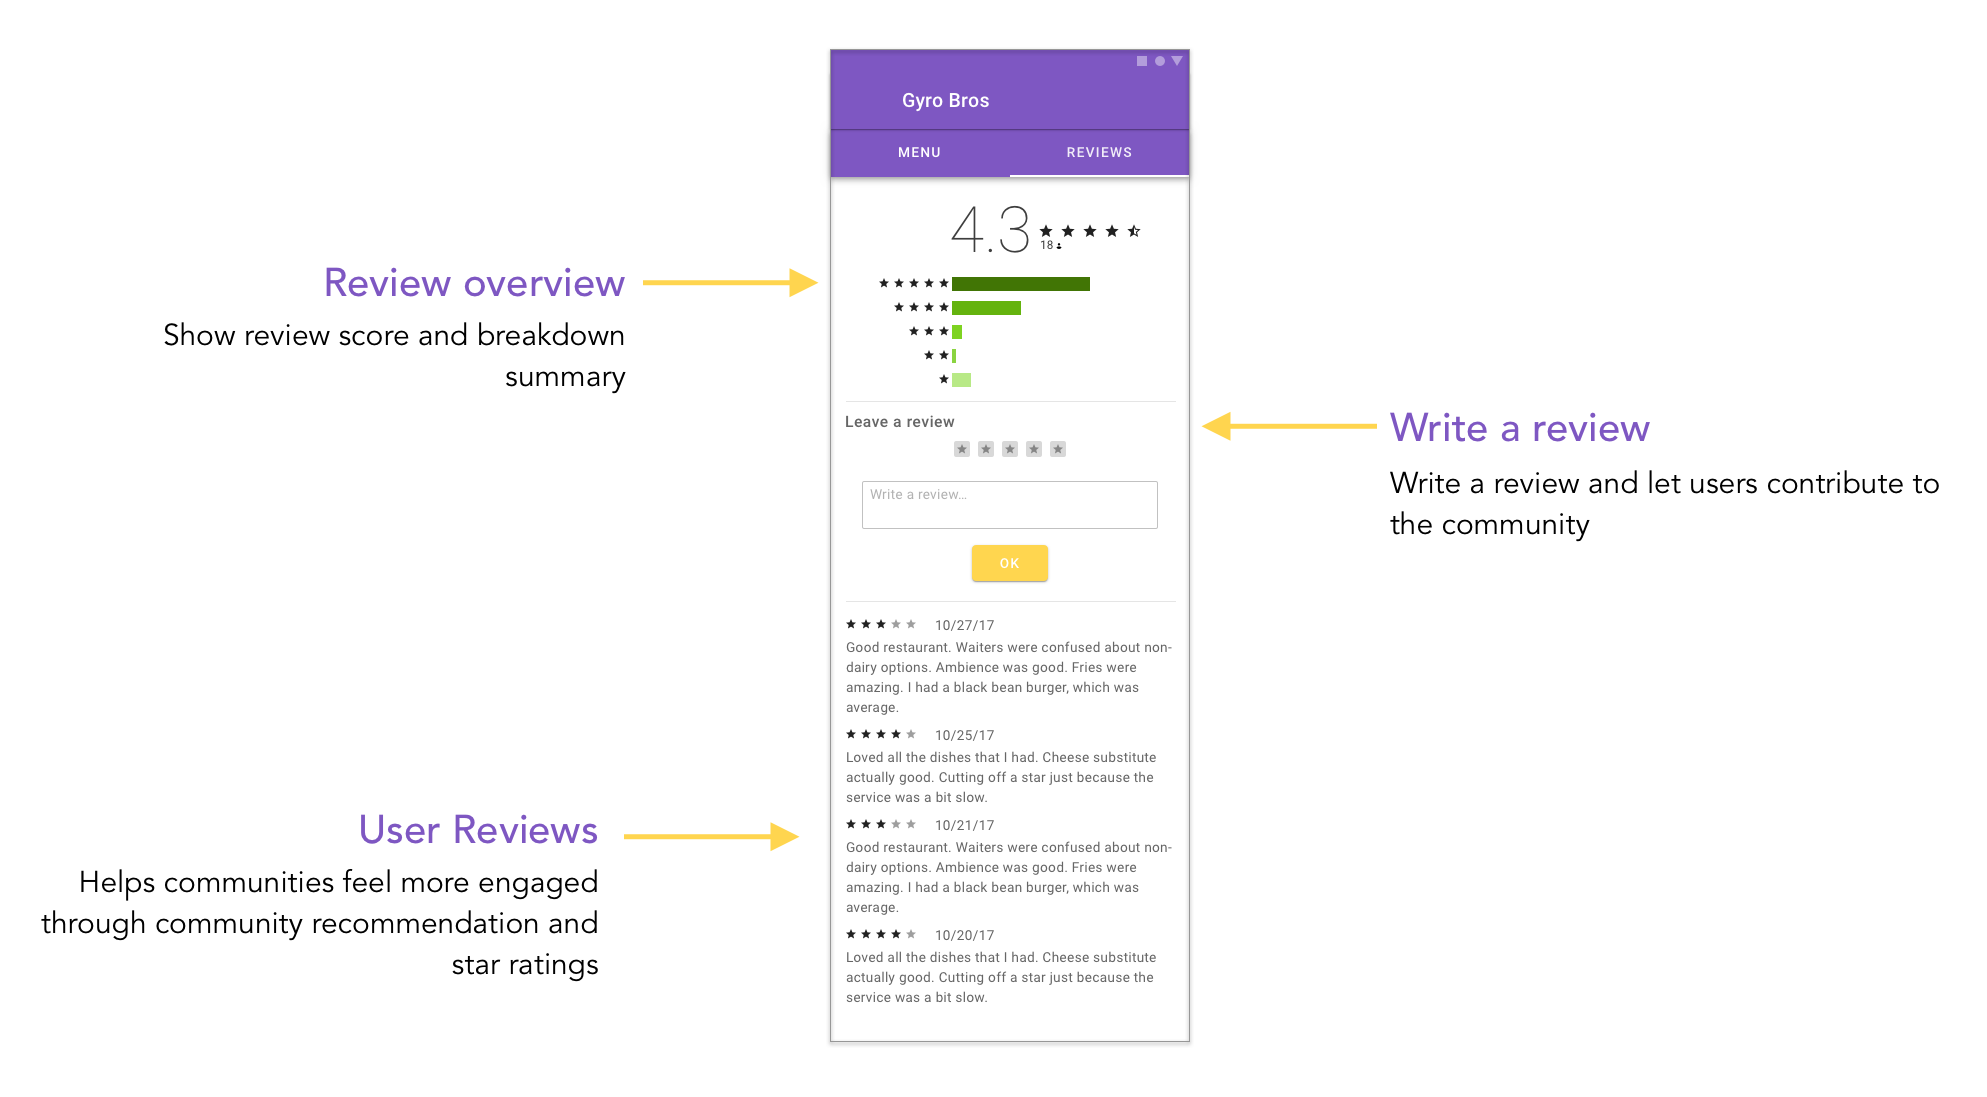 Gyro Bros
MENU
REVIEWS
4.3
18
Review overview
Show review score and breakdown
summary
Leave a review
Write a review...
OK
Write a review
Write a review and let users contribute to
the community
10/27/17
Good restaurant. Waiters were confused about non-
dairy options. Ambience was good. Fries were
amazing. I had a black bean burger, which was
average.
10/25/17
Loved all the dishes that I had. Cheese substitute
actually good. Cutting off a star just because the
service was a bit slow.
User Reviews
Helps communities feel more engaged
through community recommendation and
star ratings
10/21/17
Good restaurant. Waiters were confused about non-
dairy options. Ambience was good. Fries were
amazing. I had a black bean burger, which was
average.
10/20/17
Loved all the dishes that I had. Cheese substitute
actually good. Cutting off a star just because the
service was a bit slow.